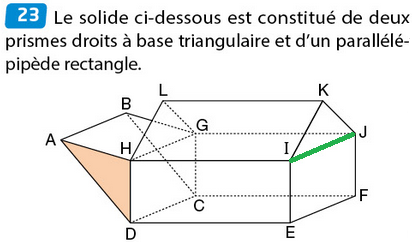 23 Le solide ci-dessous est constitué de deux
prismes droits à base triangulaire et d'un parallélé-
pipède rectangle.
L K
B
A H G I J
C F
D E